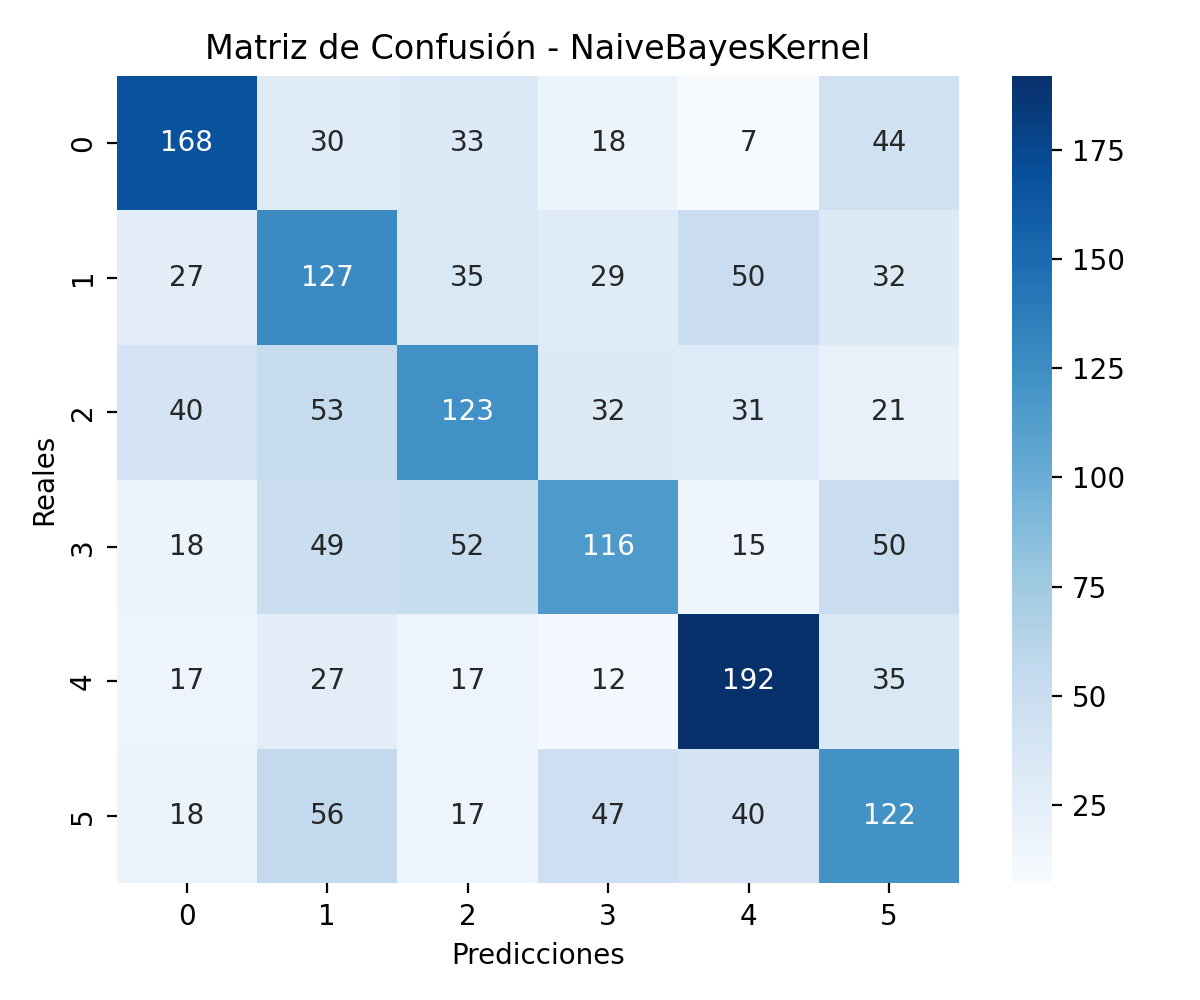 Matriz de Confusión - NaiveBayesKernel
0 168 30 33 18 7 44
1 27 127 35 29 50 32
2 40 53 123 32 31 21
3 18 49 52 116 15 50
4 17 27 17 12 192 35
5 18 56 17 47 40 122
0 1 2 3 4 5
Predicciones
Reales
175
150
125
100
75
50
25